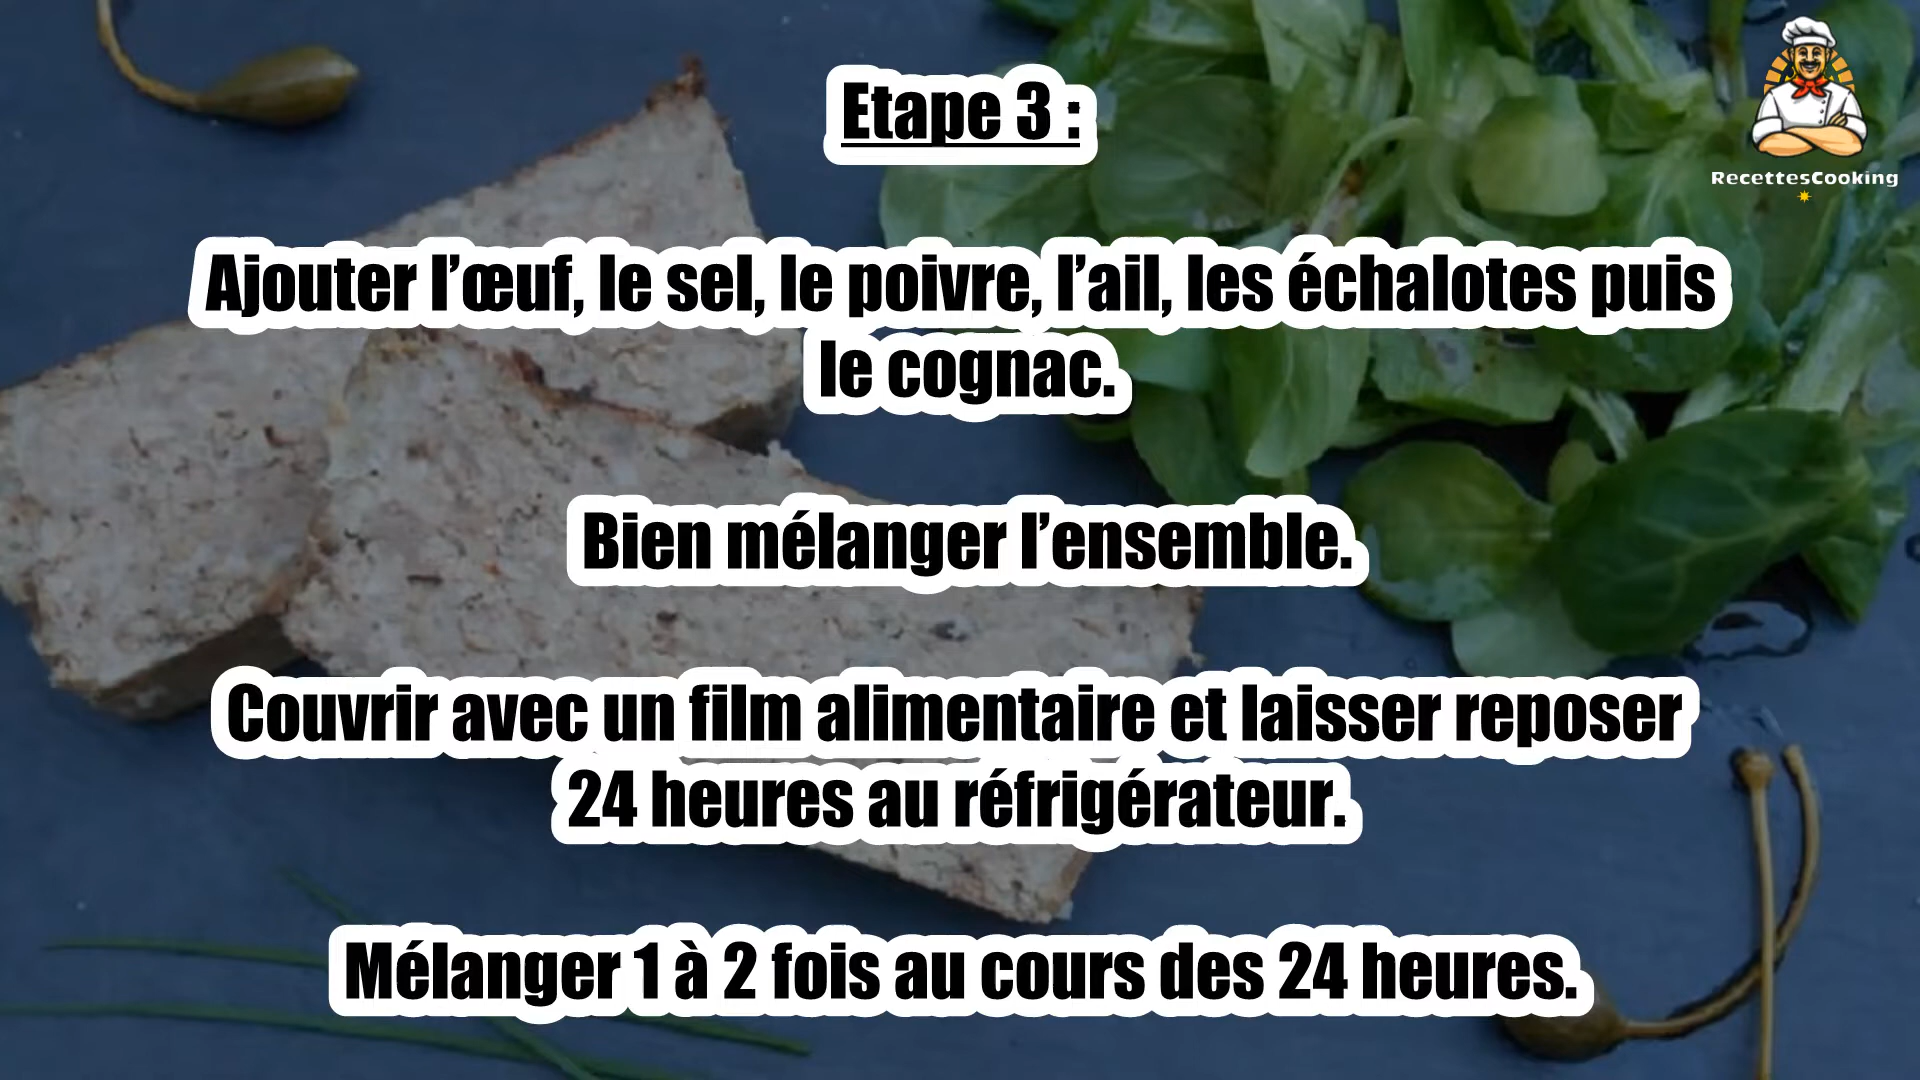 Etape 3 :
RecettesCooking
Ajouter l’œuf, le sel, le poivre, l’ail, les échalotes puis
le cognac.
Bien mélanger l’ensemble.
Couvrir avec un film alimentaire et laisser reposer
24 heures au réfrigérateur.
Mélanger 1 à 2 fois au cours des 24 heures.